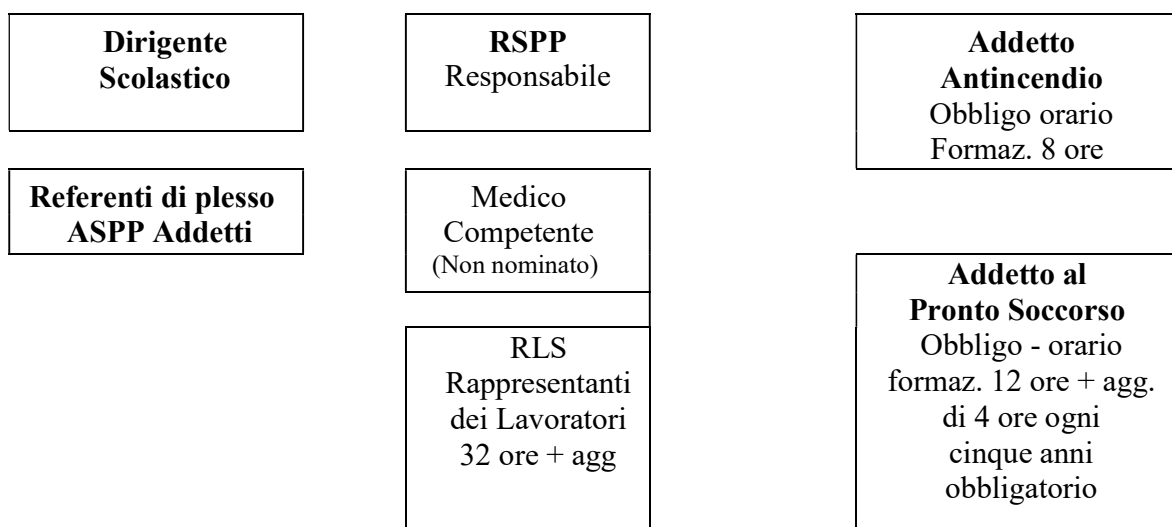 Dirigente
Scolastico
RSPP
Responsabile
Addetto
Antincendio
Obbligo orario
Formaz. 8 ore
Referenti di plesso
ASPP Addetti
Medico
Competente
(Non nominato)
RLS
Rappresentanti
dei Lavoratori
32 ore + agg
Addetto al
Pronto Soccorso
Obbligo - orario
formaz. 12 ore + agg.
di 4 ore ogni
cinque anni
obbligatorio